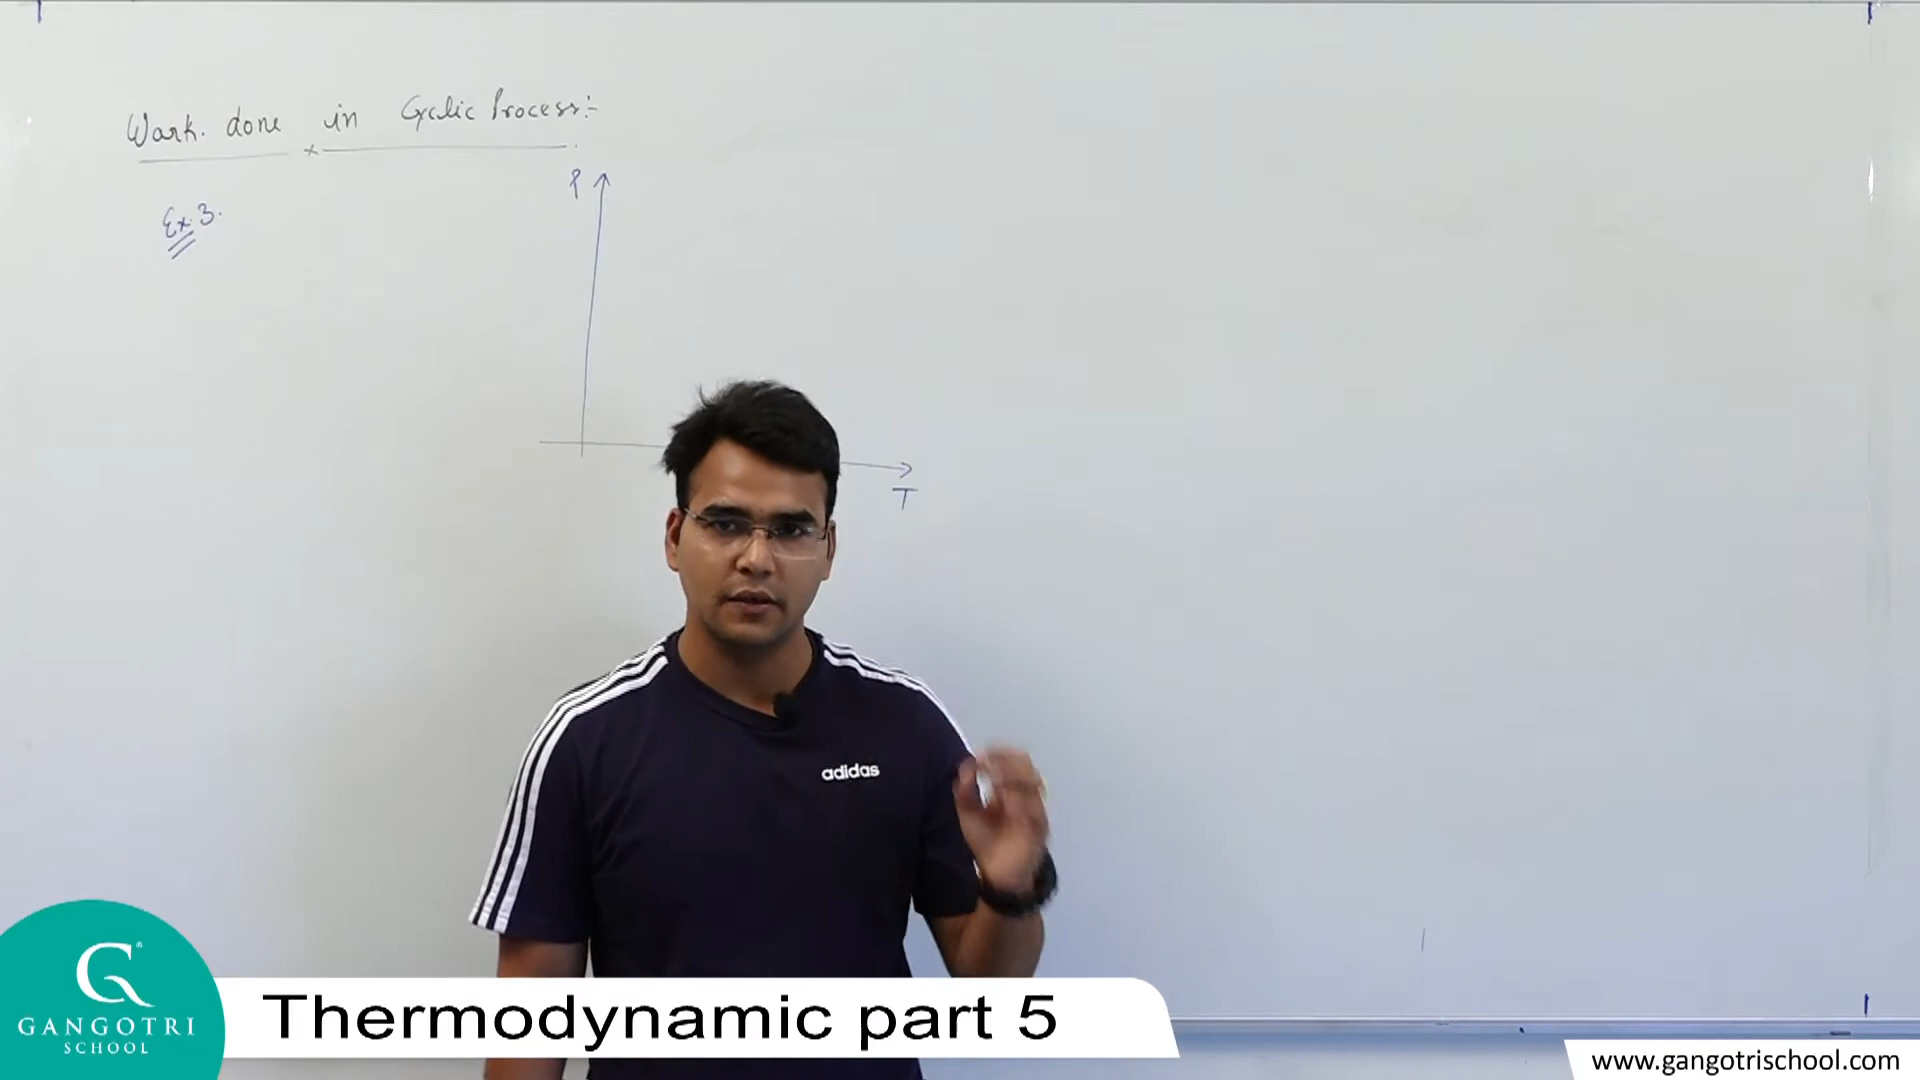 Work. done in Cyclic Process:-
Ex. 3.
P
T
adidas
GANGOTRI
SCHOOL
Thermodynamic part 5
www.gangotrischool.com